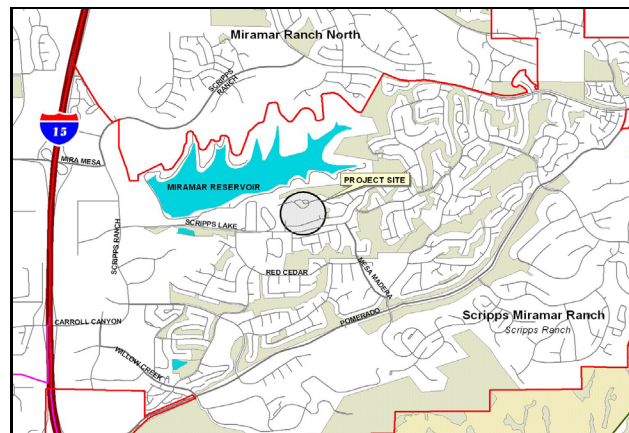 Miramar Ranch North
SCRIPPS
RANCH
15
MIRA MESA
MIRAMAR RESERVOIR
PROJECT SITE
SCRIPPS LAKE
SCRIPPS RANCH
RED CEDAR
MESA MADERA
Scripps Miramar Ranch
Scripps Ranch
CARROLL CANYON
POMERADO
WILLOW CREEK